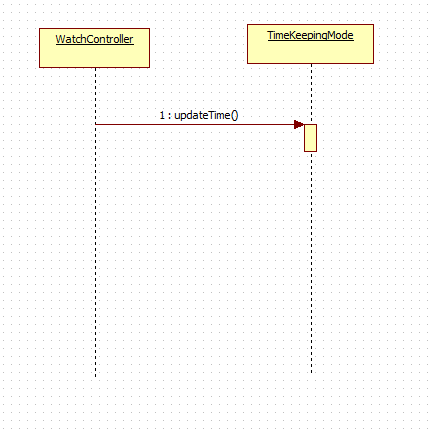 WatchController
TimeKeepingMode
1 : updateTime()